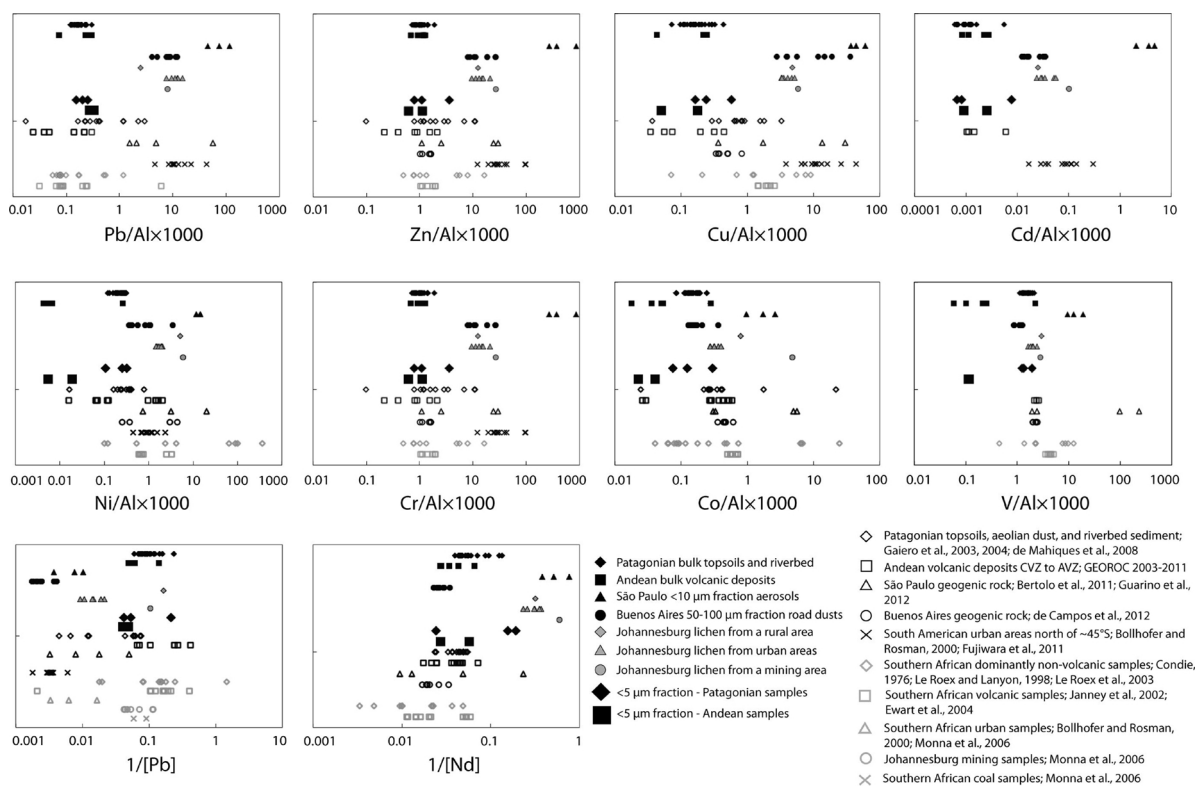 0.01 0.1 1 10 100 1000
Pb/Al×1000
0.01 0.1 1 10 100 1000
Zn/Al×1000
0.01 0.1 1 10 100
Cu/Al×1000
0.0001 0.001 0.01 0.1 1 10
Cd/Al×1000
0.001 0.01 0.1 1 10 100 1000
Ni/Al×1000
0.01 0.1 1 10 100 1000
Cr/Al×1000
0.01 0.1 1 10 100
Co/Al×1000
0.01 0.1 1 10 100 1000
V/Al×1000
0.001 0.01 0.1 1 10
1/[Pb]
0.001 0.01 0.1 1
1/[Nd]
Patagonian bulk topsoils and riverbed
Andean bulk volcanic deposits
São Paulo <10 µm fraction aerosols
Buenos Aires 50-100 µm fraction road dusts
Johannesburg lichen from a rural area
Johannesburg lichen from urban areas
Johannesburg lichen from a mining area
<5 µm fraction - Patagonian samples
<5 µm fraction - Andean samples
Patagonian topsoils, aeolian dust, and riverbed sediment;
Gaiero et al., 2003, 2004; de Mahiques et al., 2008
Andean volcanic deposits CVZ to AVZ; GEOROC 2003-2011
São Paulo geogenic rock; Bertolo et al., 2011; Guarino et al.,
2012
Buenos Aires geogenic rock; de Campos et al., 2012
South American urban areas north of ~45°S; Bollhofer and
Rosman, 2000; Fujiwara et al., 2011
Southern African dominantly non-volcanic samples; Condie,
1976; Le Roex and Lanyon, 1998; Le Roex et al., 2003
Southern African volcanic samples; Janney et al., 2002;
Ewart et al., 2004
Southern African urban samples; Bollhofer and Rosman,
2000; Monna et al., 2006
Johannesburg mining samples; Monna et al., 2006
Southern African coal samples; Monna et al., 2006